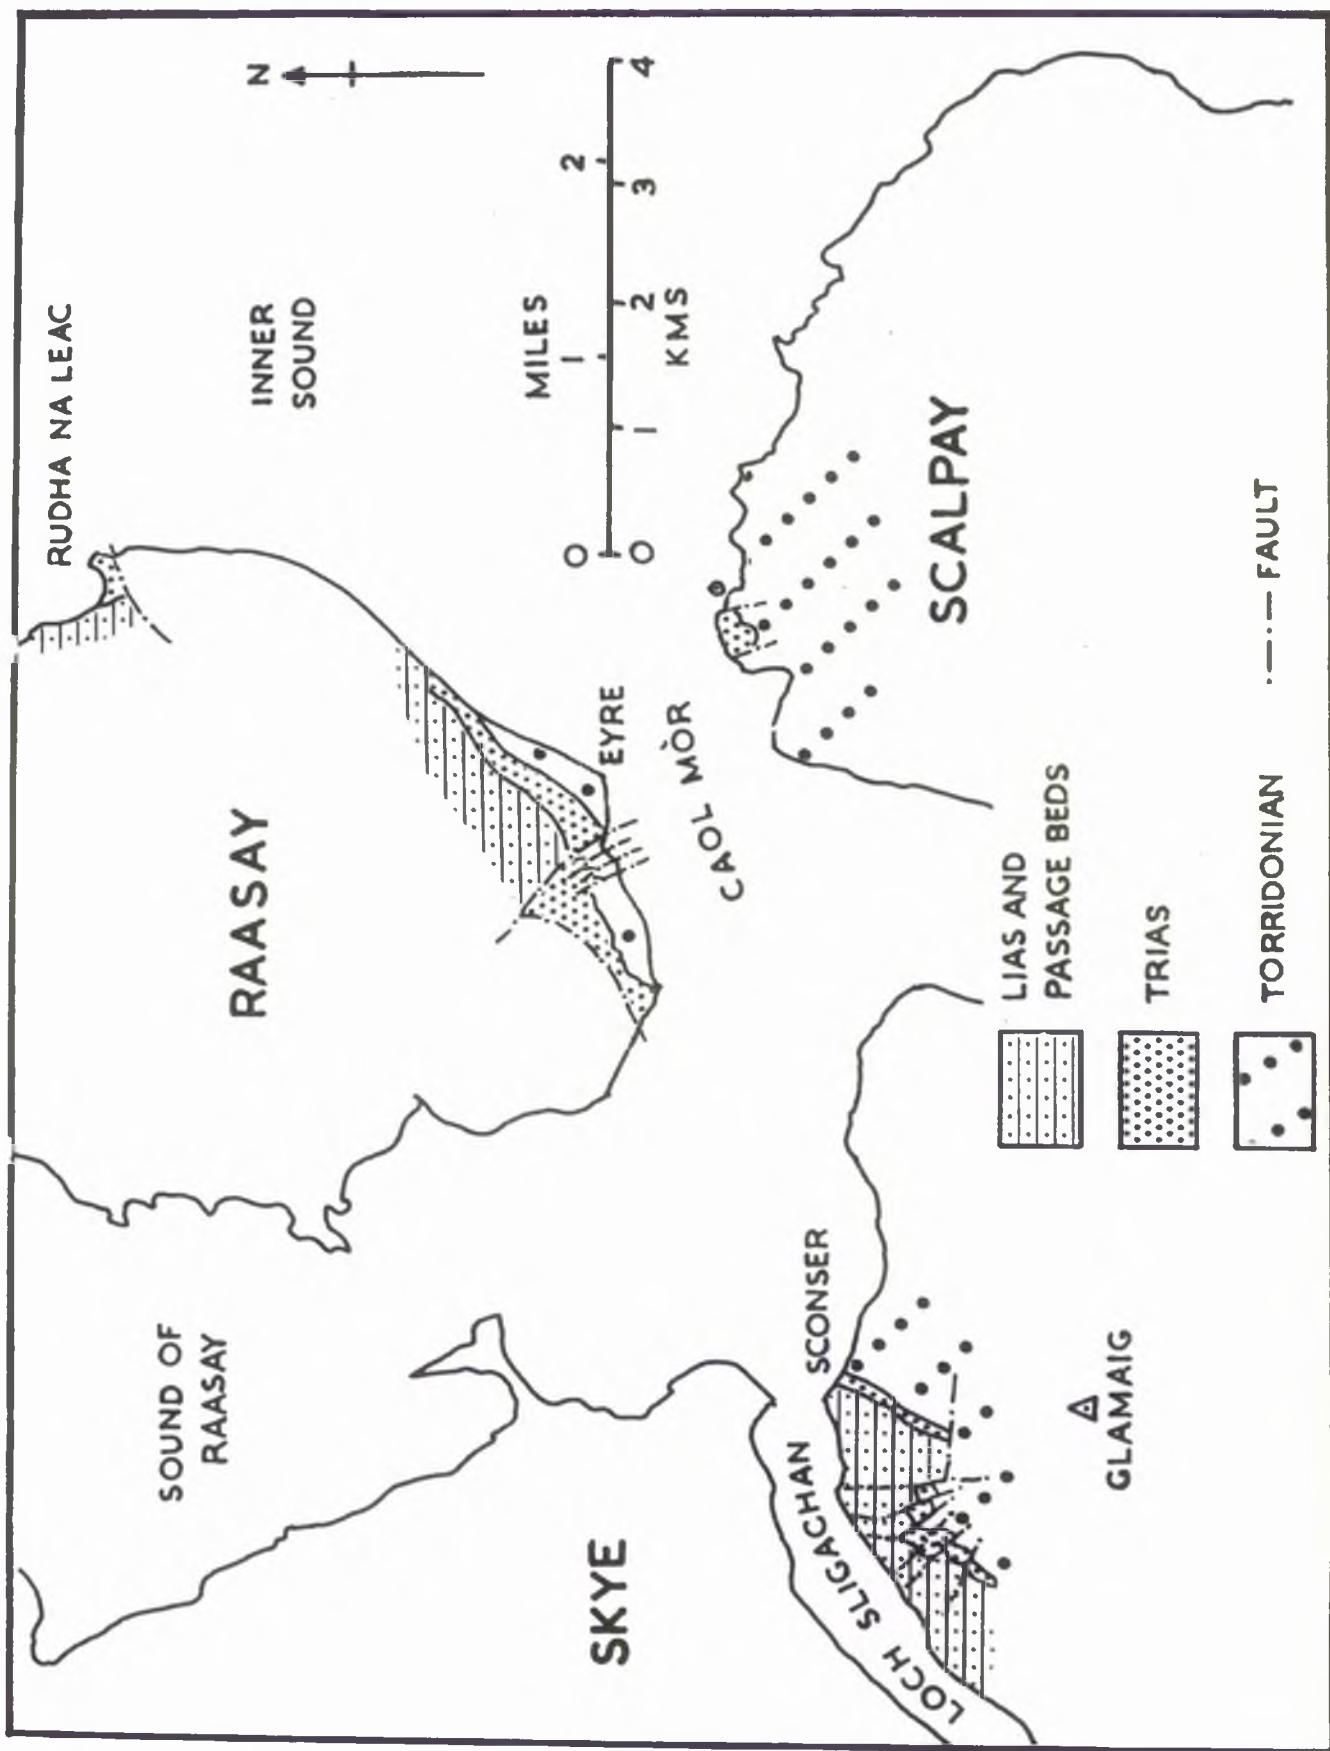 RUDHA NA LEAC
N
INNER
SOUND
SOUND OF
RAASAY
RAASAY
MILES
0 1 2
0 1 2 3 4
KMS
EYRE
CAOL MÒR
SKYE
SCONSER
LOCH SLIGACHAN
SCALPAY
GLAMAIG
LIAS AND
PASSAGE BEDS
TRIAS
TORRIDONIAN
FAULT